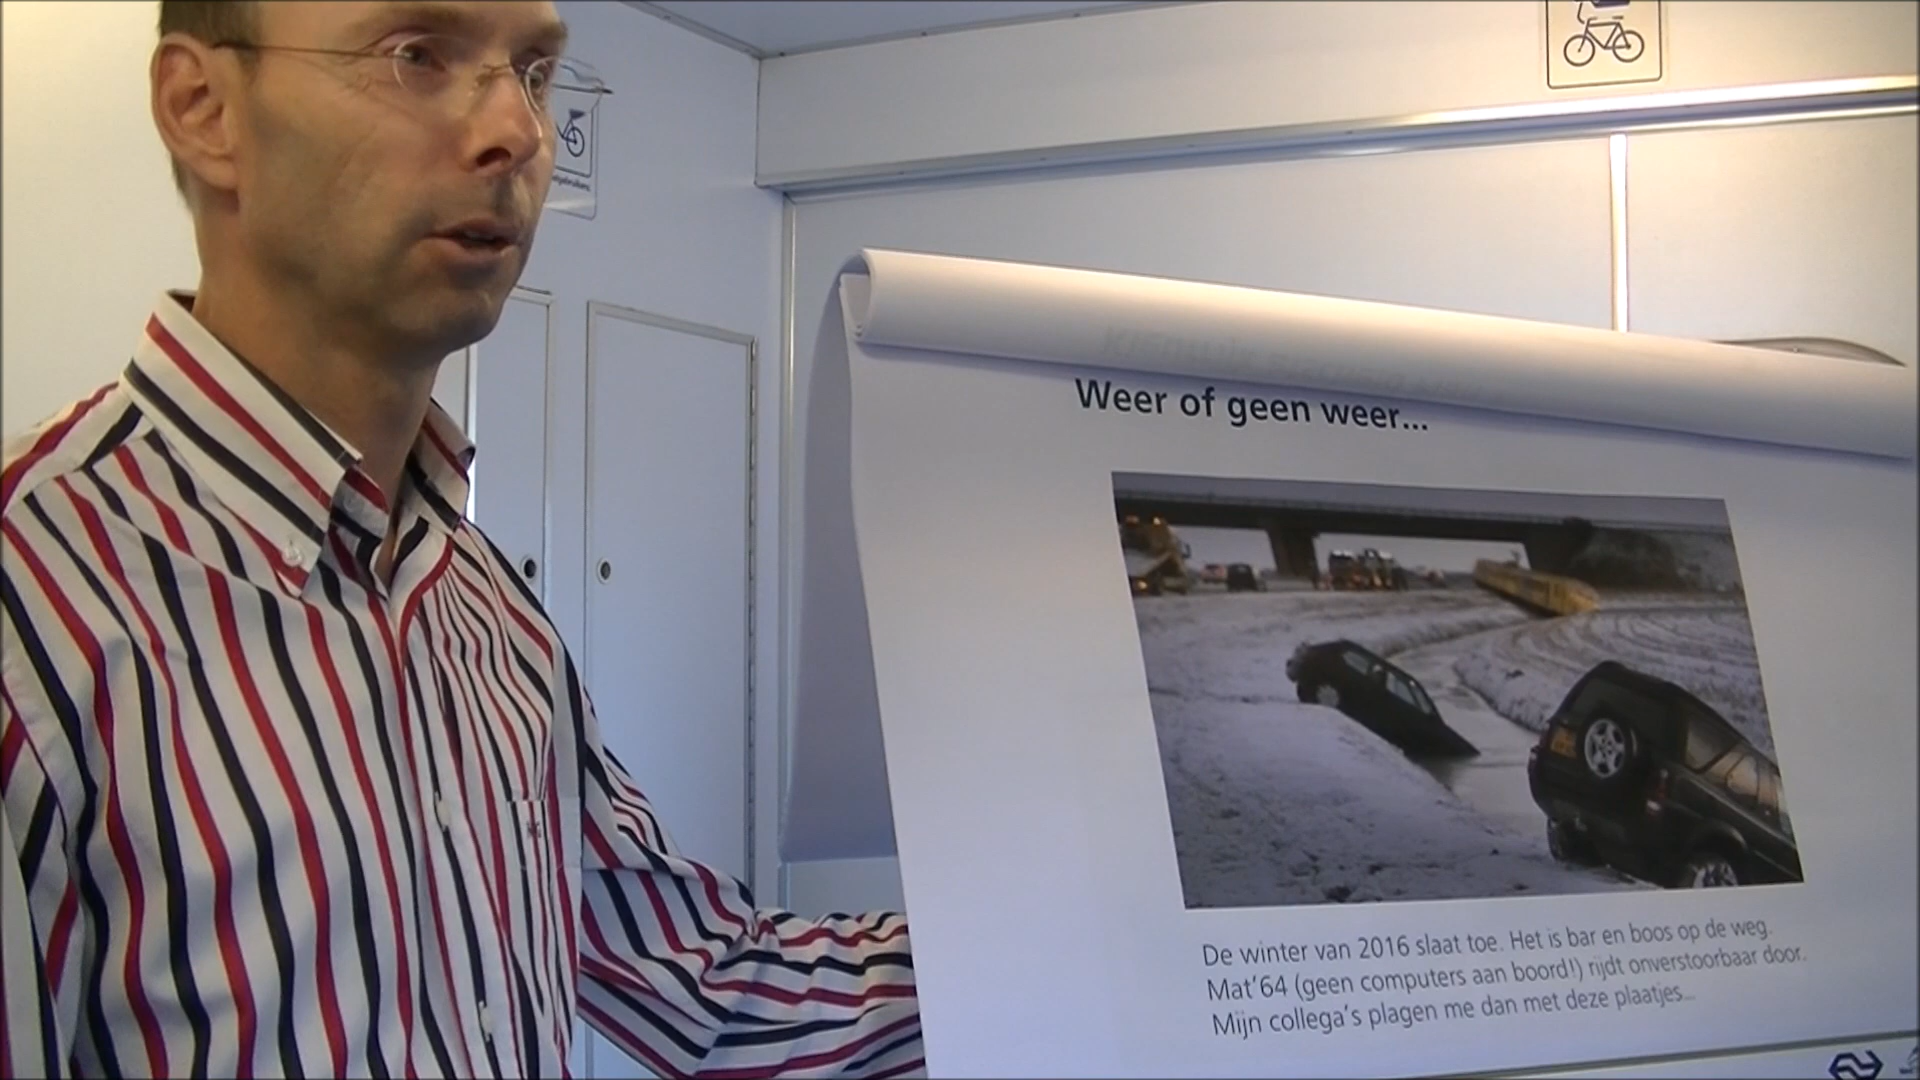 Weer of geen weer...
De winter van 2016 slaat toe. Het is bar en boos op de weg.
Mat'64 (geen computers aan boord!) rijdt onverstoorbaar door.
Mijn collega's plagen me dan met deze plaatjes...